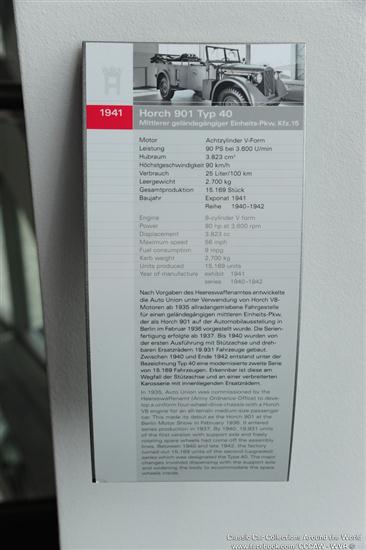 1941
Horch 901 Typ 40
Mittlerer geländegängiger Einheits-Pkw. Kfz.15
Motor Achtzylinder V-Form
Leistung 90 PS bei 3.600 U/min
Hubraum 3.823 cm³
Höchstgeschwindigkeit 90 km/h
Verbrauch 25 Liter/100 km
Leergewicht 2.700 kg
Gesamtproduktion 15.169 Stück
Baujahr Exponat 1941
Reihe 1940–1942
Engine 8-cylinder V form
Power 90 hp at 3.600 rpm
Displacement 3.823 cc
Maximum speed 56 mph
Fuel consumption 9 mpg
Kerb weight 2.700 kg
Units produced 15.169 units
Year of manufacture exhibit 1941
series 1940–1942
Nach Vorgaben des Heereswaffenamtes entwickelte
die Auto Union unter Verwendung von Horch V8-
Motoren ab 1935 allradangetriebene Fahrgestelle
für einen geländegängigen mittleren Einheits-Pkw,
der als Horch 901 auf der Automobilausstellung in
Berlin im Februar 1936 vorgestellt wurde. Die Serien-
fertigung erfolgte ab 1937. Bis 1940 wurden von
der ersten Ausführung mit Stützachse und dreh-
baren Ersatzrädern 19.931 Fahrzeuge gebaut.
Zwischen 1940 und Ende 1942 entstand unter der
Bezeichnung Typ 40 eine modernisierte zweite Serie
von 15.169 Fahrzeugen. Erkennbar ist diese am
Wegfall der Stützachse und an einer verbreiterten
Karosserie mit innenliegenden Ersatzrädern.
In 1935, Auto Union was commissioned by the
Heereswaffenamt (Army Ordnance Office) to deve-
lop a uniform four-wheel-drive chassis with a Horch
V8 engine for an all-terrain medium-size passenger
car. This made its debut as the Horch 901 at the
Berlin Motor Show in February 1936. It entered
series production in 1937. By 1940, 19.931 units
of the first version with support axle and freely
rotating spare wheels had come off the assembly
lines. Between 1940 and late 1942, the factory
turned out 15.169 units of the second (upgraded)
series which was designated the Type 40. The major
changes involved dispensing with the support axle
and widening the body to accommodate the spare
wheels inside.
Classic Car Collections Around the World
www.facebook.com/CCCAW - WVR ©